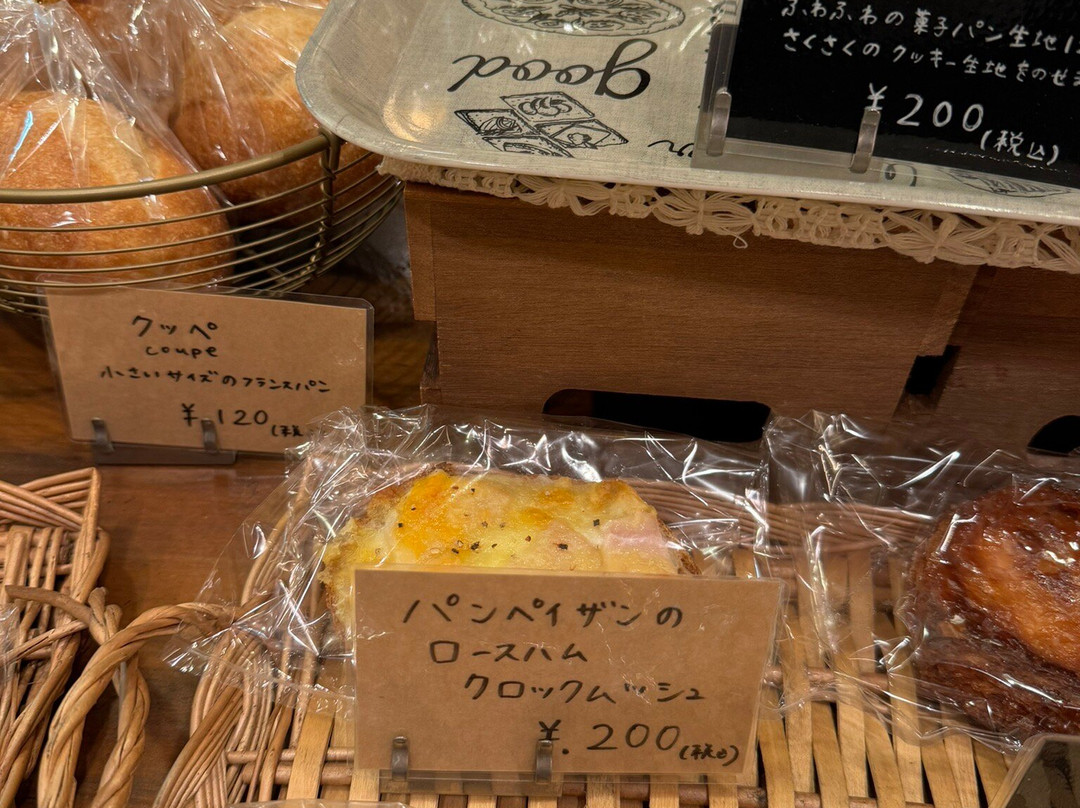 good
ふわふわの菓子パン生地に
さくさくのクッキー生地をのせ
¥200(税込)
クッペ
coupe
小さいサイズのフランスパン
¥120(税
パンペイザンの
ロースハム
クロックムッシュ
¥.200(税込)